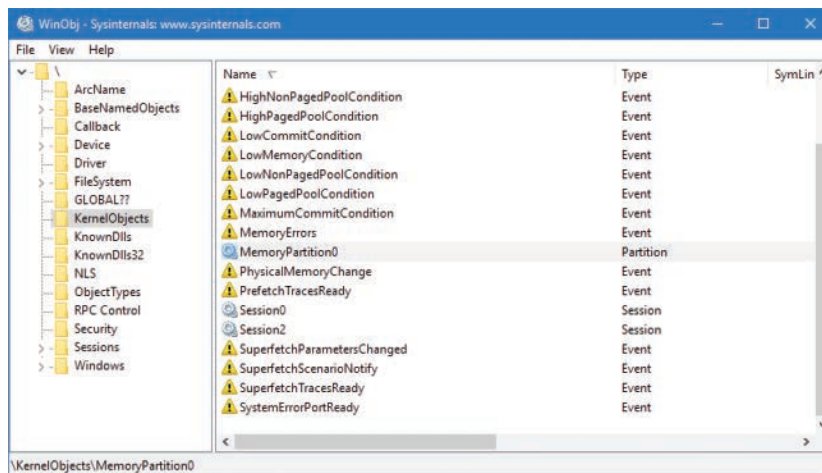 WinObj - Sysinternals: www.sysinternals.com
File View Help
\
ArcName
BaseNamedObjects
Callback
Device
Driver
FileSystem
GLOBAL??
KernelObjects
KnownDlls
KnownDlls32
NLS
ObjectTypes
RPC Control
Security
Sessions
Windows
Name Type SymLin
HighNonPagedPoolCondition Event
HighPagedPoolCondition Event
LowCommitCondition Event
LowMemoryCondition Event
LowNonPagedPoolCondition Event
LowPagedPoolCondition Event
MaximumCommitCondition Event
MemoryErrors Event
MemoryPartition0 Partition
PhysicalMemoryChange Event
PrefetchTracesReady Event
Session0 Session
Session2 Session
SuperfetchParametersChanged Event
SuperfetchScenarioNotify Event
SuperfetchTracesReady Event
SystemErrorPortReady Event
\KernelObjects\MemoryPartition0